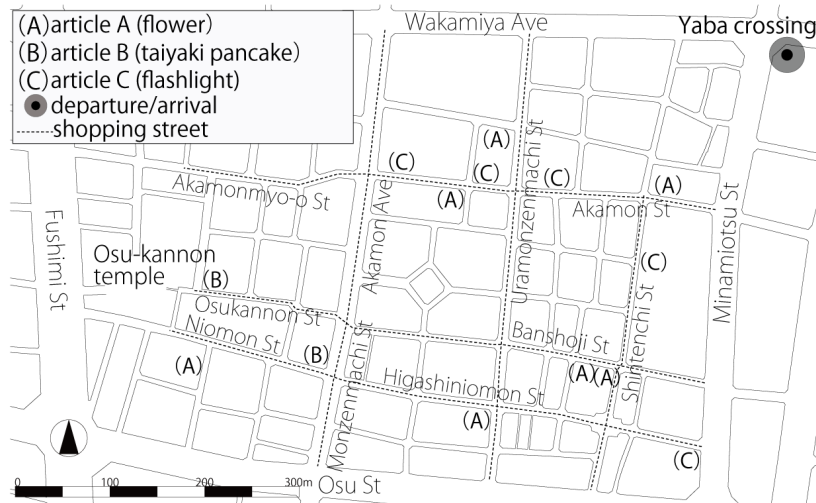 (A) article A (flower)
(B) article B (taiyaki pancake)
(C) article C (flashlight)
departure/arrival
shopping street
Wakamiya Ave
Yaba crossing
(A)
(C)
(C)
(C)
(A)
Akamonmyo-o St
(A)
Akamon St
Uramonzenmachi St
Akamon Ave
Fushimi St
Minamiotsu St
Osu-kannon
temple
(C)
(B)
Osukannon St
Niomon St
Banshoji St
Shintenchi St
(A)
(B)
(A)(A)
Higashiniomon St
Monzenmachi St
(A)
(C)
0 100 200 300m
Osu St